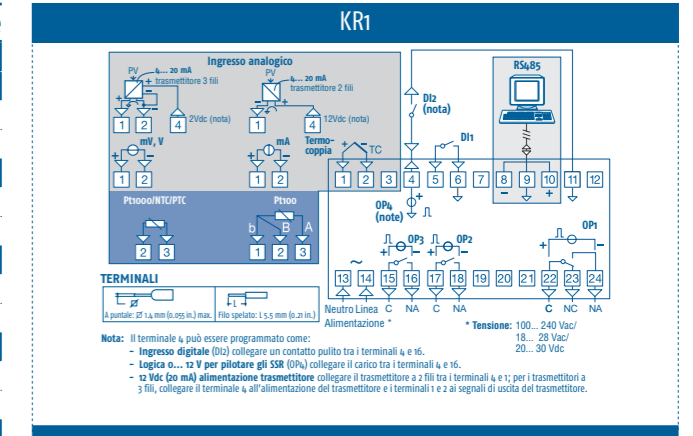 KR1
Ingresso analogico
PV
4... 20 mA
trasmettitore 3 fili
PV
4... 20 mA
trasmettitore 2 fili
RS485
1 2 4 2Vdc (nota)
1 2 4 12Vdc (nota)
DI2
(nota)
DI1
mV, V
mA
Termo-
coppia
TC
1 2
1 2
1 2 3 4 5 6 7 8 9 10 11 12
Pt1000/NTC/PTC
Pt100
OP4
(note)
b B A
2 3
1 2 3
OP3
OP2
OP1
TERMINALI
13 14 15 16 17 18 19 20 21 22 23 24
L
A puntale: Ø 1.4 mm (0.055 in.) max.
Filo spelato: L 5.5 mm (0.21 in.)
Neutro Linea C NA C NA C NC NA
Alimentazione *
* Tensione: 100... 240 Vac/
18... 28 Vac/
20... 30 Vdc
Nota: Il terminale 4 può essere programmato come:
– Ingresso digitale (DI2) collegare un contatto pulito tra i terminali 4 e 16.
– Logica 0... 12 V per pilotare gli SSR (OP4) collegare il carico tra i terminali 4 e 16.
– 12 Vdc (20 mA) alimentazione trasmettitore collegare il trasmettitore a 2 fili tra i terminali 4 e 1; per i trasmettitori a
3 fili, collegare il terminale 4 all'alimentazione del trasmettitore e i terminali 1 e 2 ai segnali di uscita del trasmettitore.